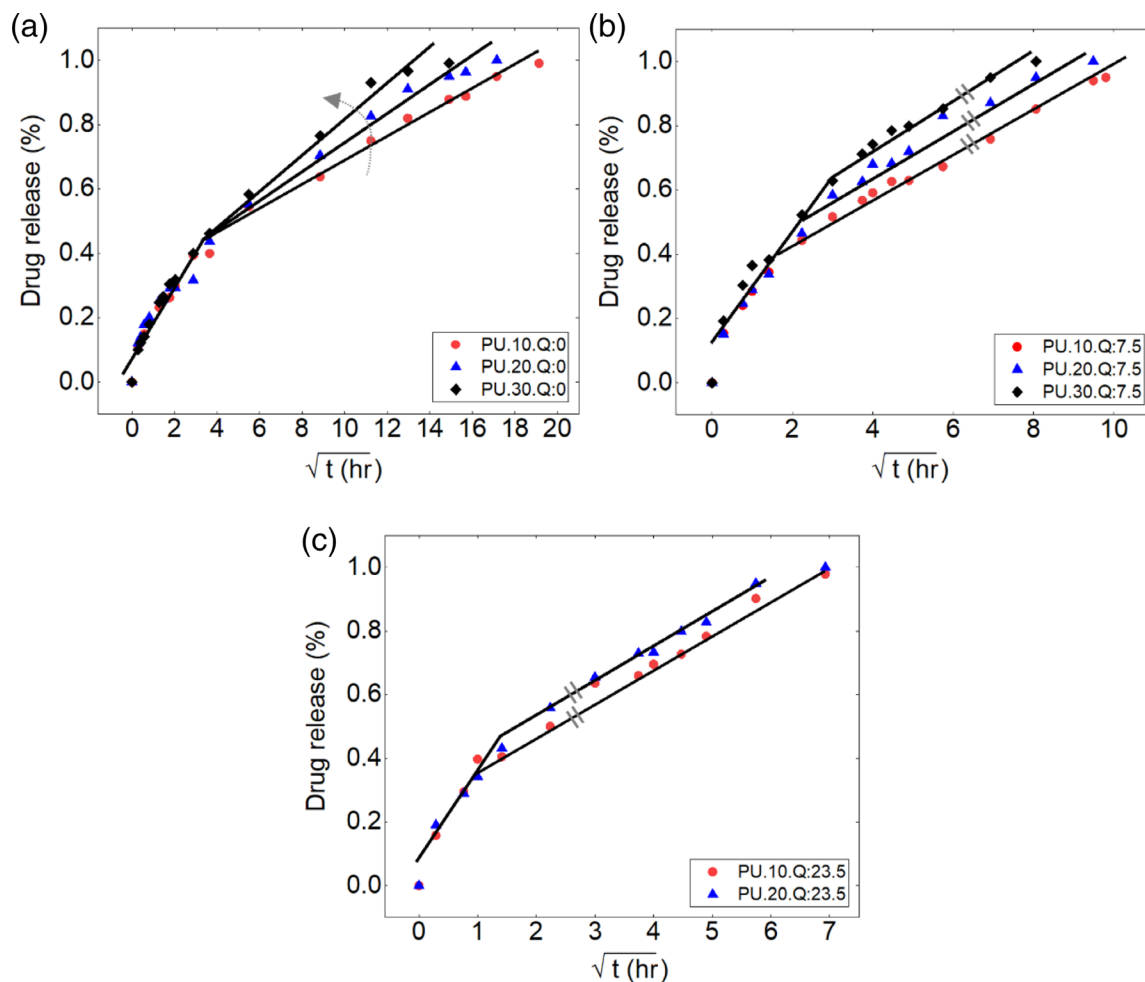 (a)
Drug release (%)
1.0
0.8
0.6
0.4
0.2
0.0
0 2 4 6 8 10 12 14 16 18 20
√t (hr)
PU.10.Q:0
PU.20.Q:0
PU.30.Q:0
(b)
Drug release (%)
1.0
0.8
0.6
0.4
0.2
0.0
0 2 4 6 8 10
√t (hr)
PU.10.Q:7.5
PU.20.Q:7.5
PU.30.Q:7.5
(c)
Drug release (%)
1.0
0.8
0.6
0.4
0.2
0.0
0 1 2 3 4 5 6 7
√t (hr)
PU.10.Q:23.5
PU.20.Q:23.5